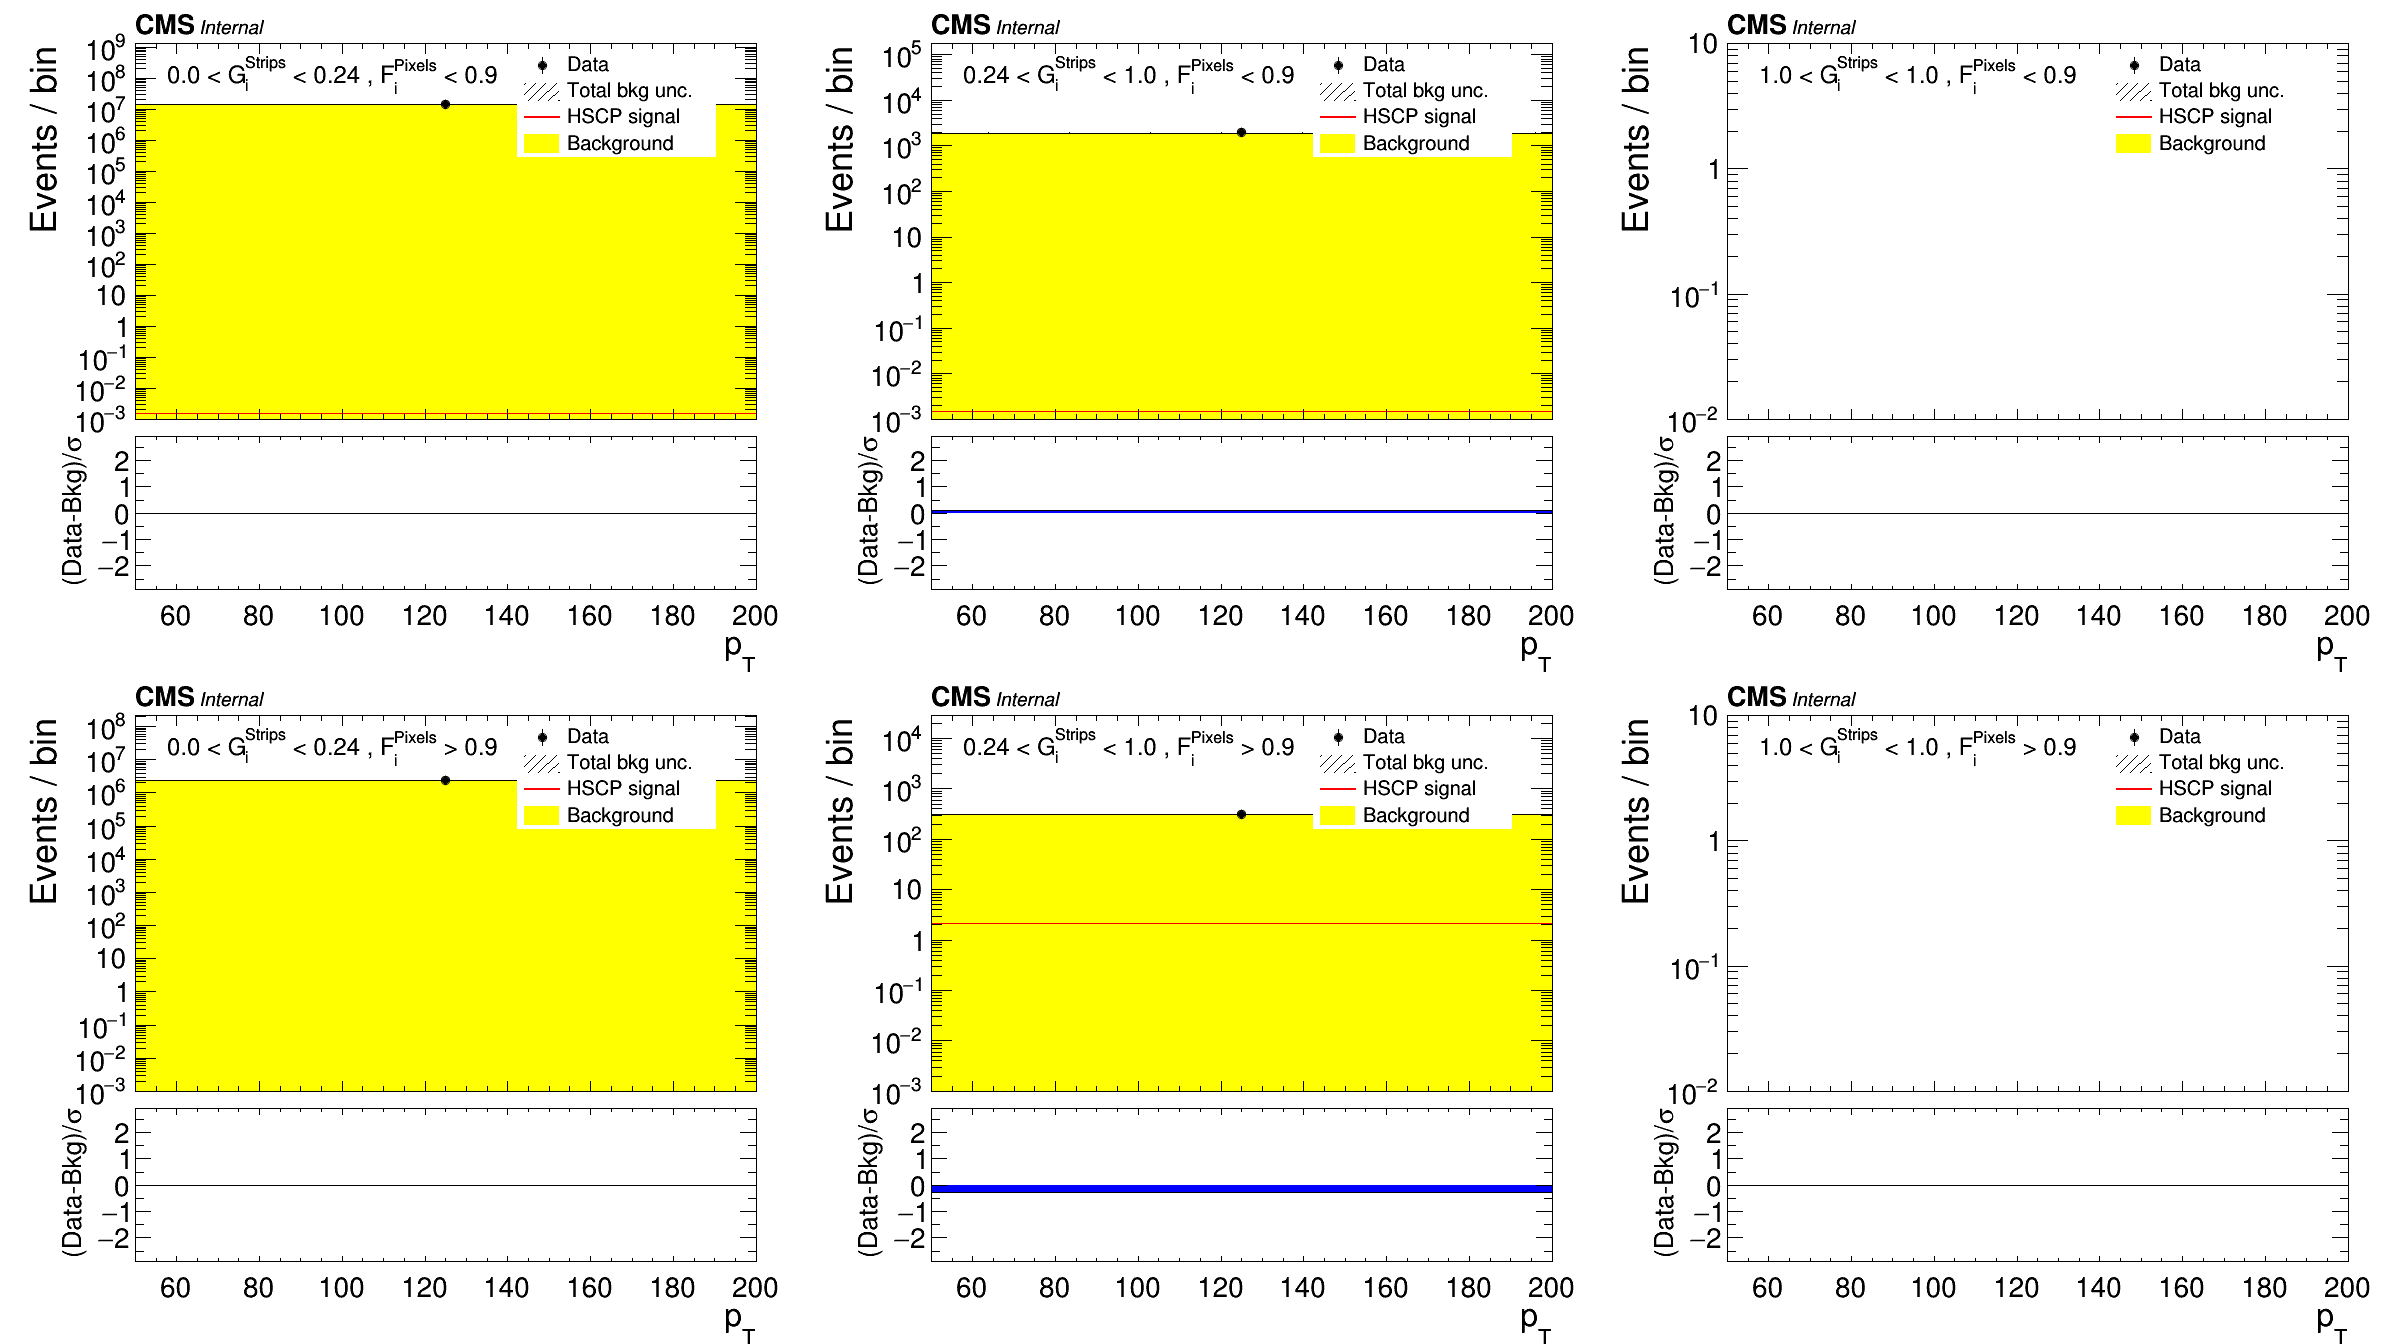 CMS Internal
Events / bin
10^9
10^8
10^7
10^6
10^5
10^4
10^3
10^2
10
1
10^−1
10^−2
10^−3
0.0 < G_i^Strips < 0.24 , F_i^Pixels < 0.9
Data
Total bkg unc.
HSCP signal
Background
(Data-Bkg)/σ
2
1
0
−1
−2
60 80 100 120 140 160 180 200
p_T
CMS Internal
Events / bin
10^5
10^4
10^3
10^2
10
1
10^−1
10^−2
10^−3
0.24 < G_i^Strips < 1.0 , F_i^Pixels < 0.9
Data
Total bkg unc.
HSCP signal
Background
(Data-Bkg)/σ
2
1
0
−1
−2
60 80 100 120 140 160 180 200
p_T
CMS Internal
Events / bin
10
1
10^−1
10^−2
1.0 < G_i^Strips < 1.0 , F_i^Pixels < 0.9
Data
Total bkg unc.
HSCP signal
Background
(Data-Bkg)/σ
2
1
0
−1
−2
60 80 100 120 140 160 180 200
p_T
CMS Internal
Events / bin
10^8
10^7
10^6
10^5
10^4
10^3
10^2
10
1
10^−1
10^−2
10^−3
0.0 < G_i^Strips < 0.24 , F_i^Pixels > 0.9
Data
Total bkg unc.
HSCP signal
Background
(Data-Bkg)/σ
2
1
0
−1
−2
60 80 100 120 140 160 180 200
p_T
CMS Internal
Events / bin
10^4
10^3
10^2
10
1
10^−1
10^−2
10^−3
0.24 < G_i^Strips < 1.0 , F_i^Pixels > 0.9
Data
Total bkg unc.
HSCP signal
Background
(Data-Bkg)/σ
2
1
0
−1
−2
60 80 100 120 140 160 180 200
p_T
CMS Internal
Events / bin
10
1
10^−1
10^−2
1.0 < G_i^Strips < 1.0 , F_i^Pixels > 0.9
Data
Total bkg unc.
HSCP signal
Background
(Data-Bkg)/σ
2
1
0
−1
−2
60 80 100 120 140 160 180 200
p_T